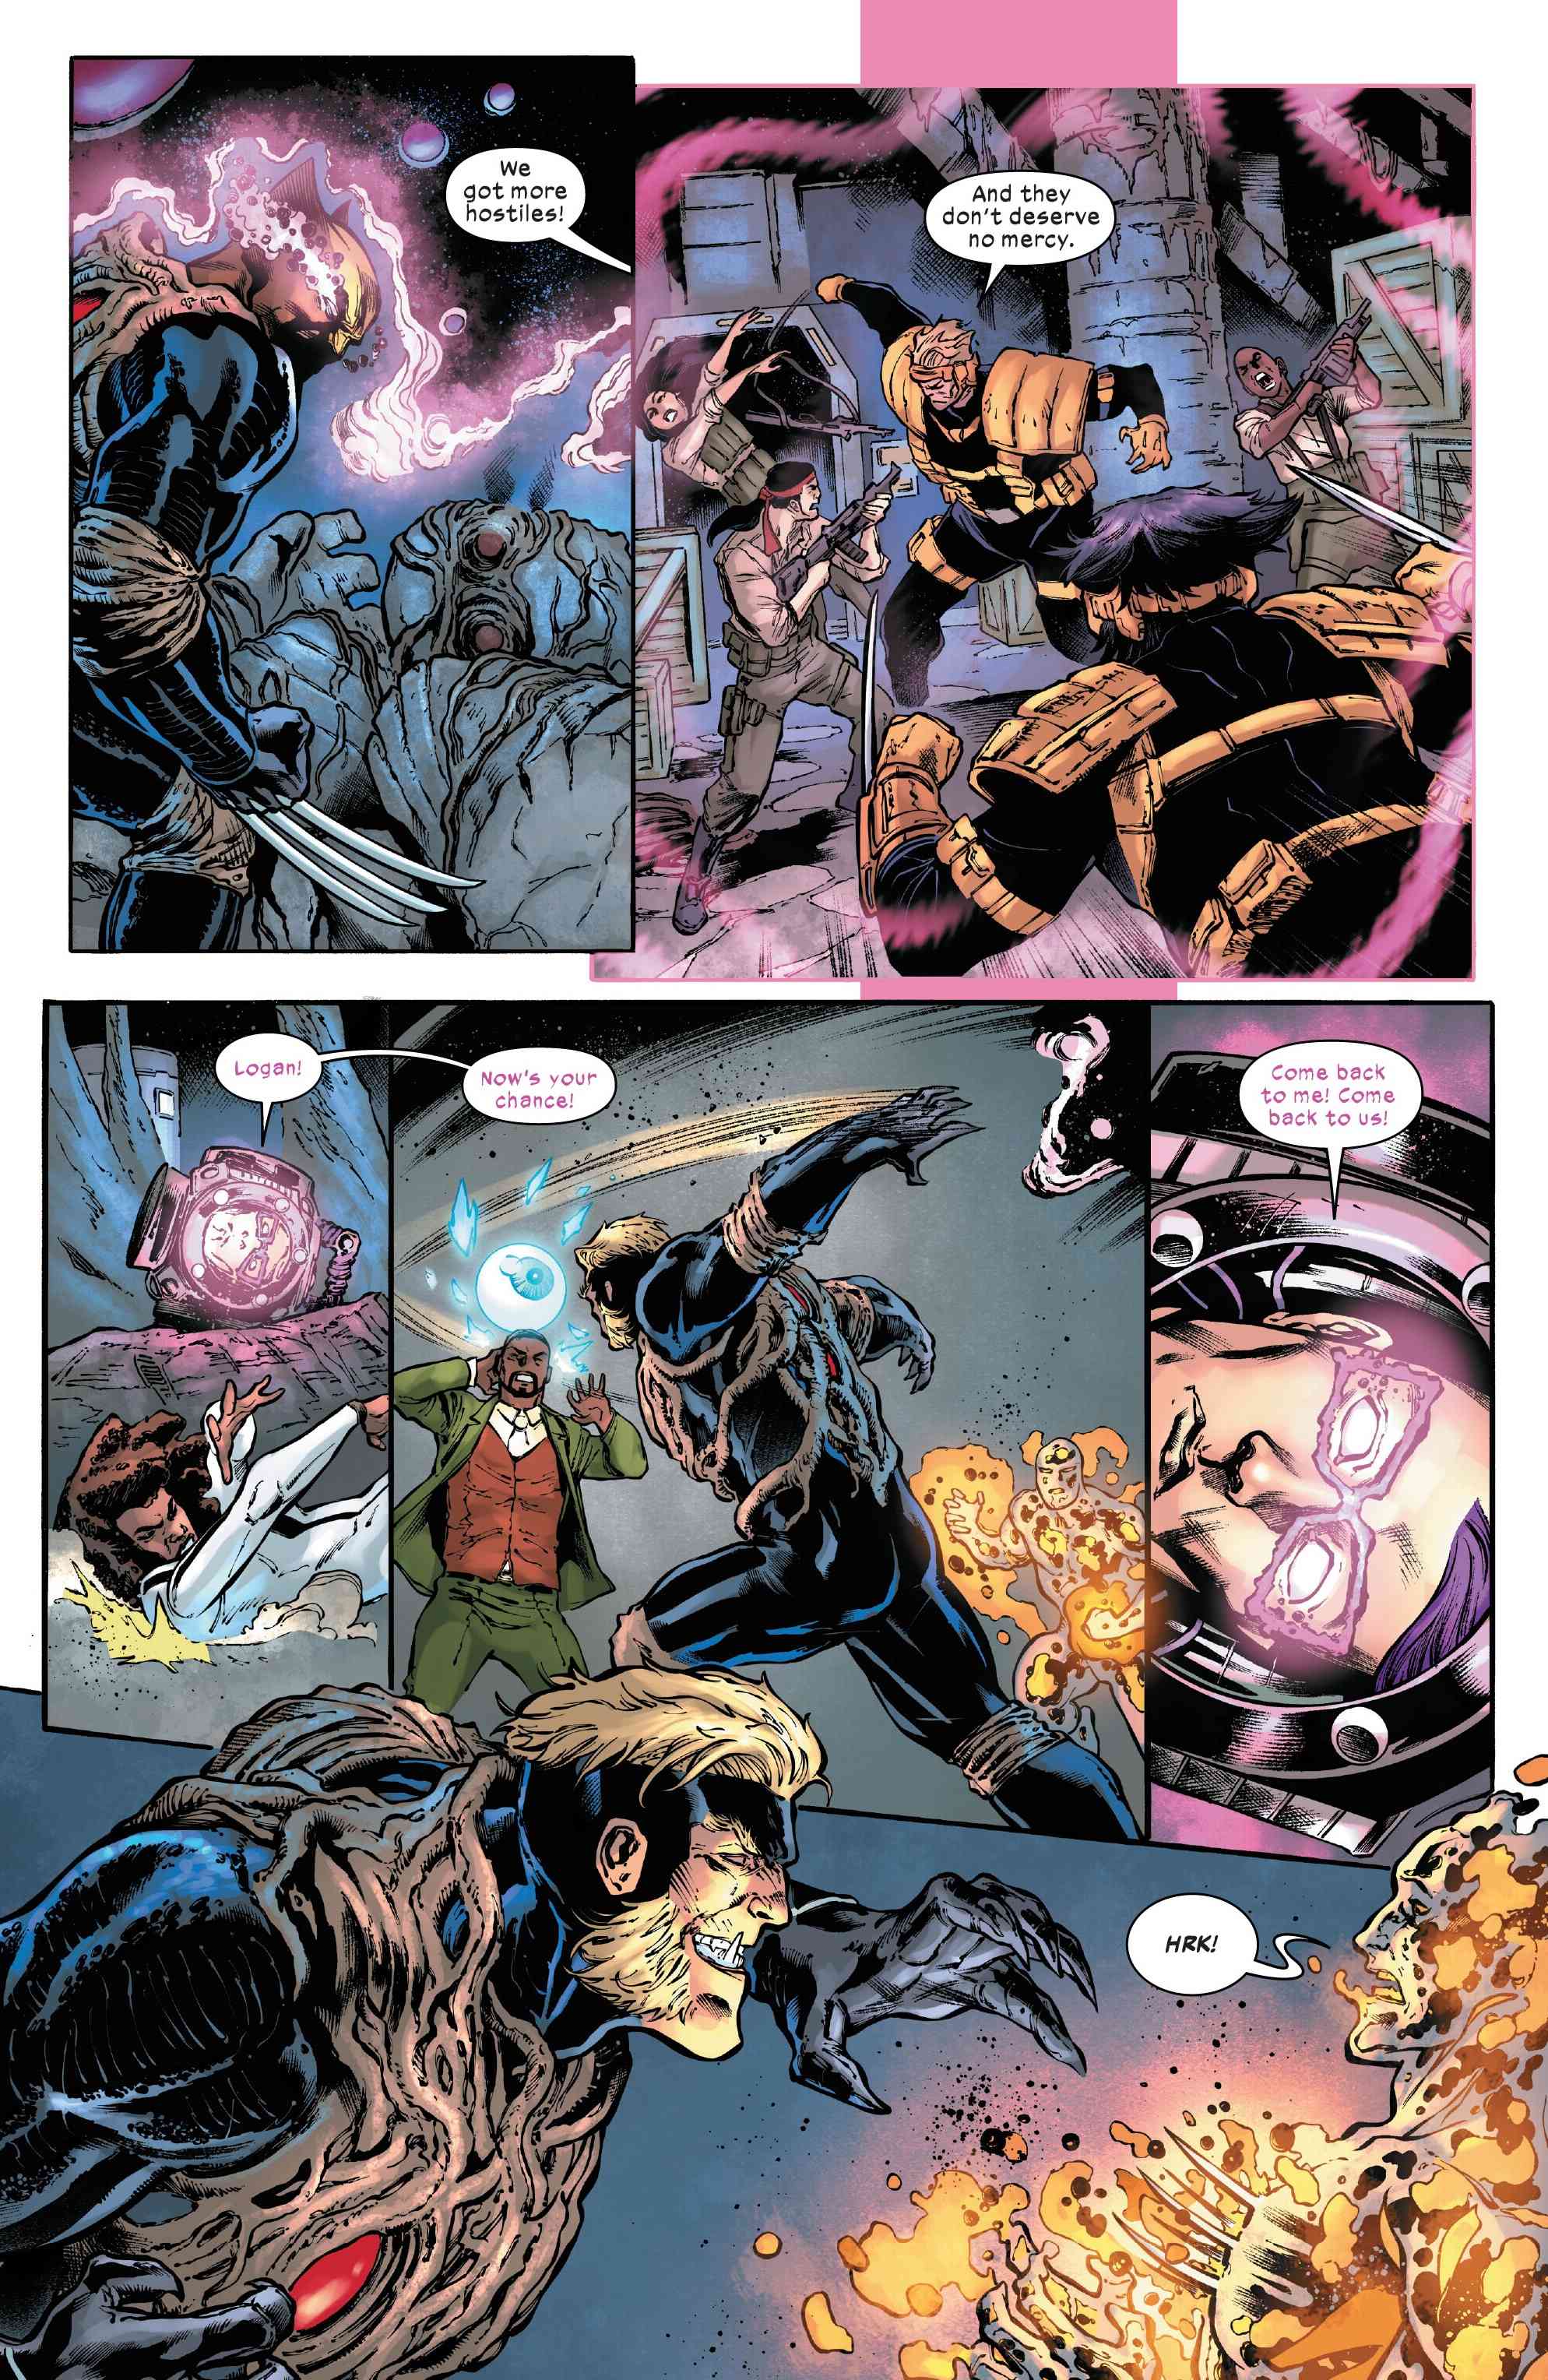 We
got more
hostiles!
And they
don't deserve
no mercy.
Logan!
Now's your
chance!
Come back
to me! Come
back to us!
HRK!